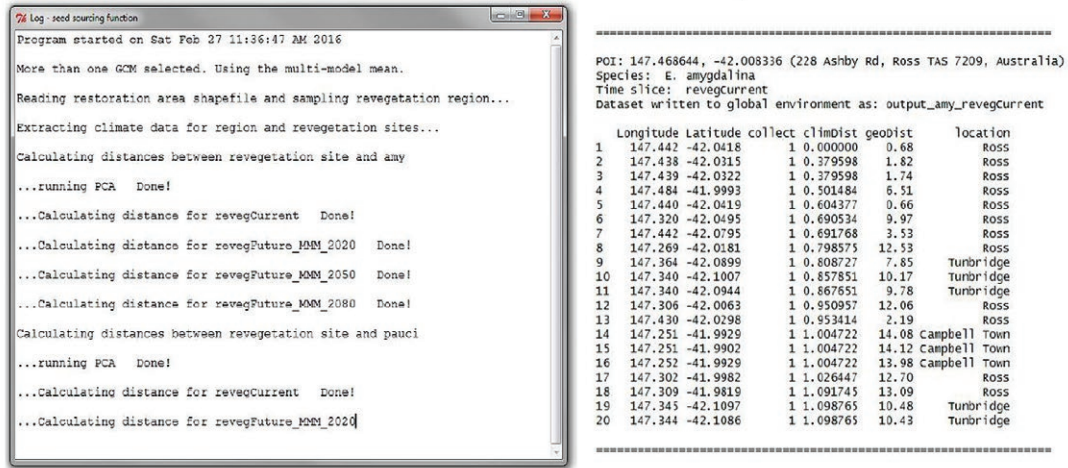 Log - seed sourcing function
Program started on Sat Feb 27 11:36:47 AM 2016
More than one GCM selected. Using the multi-model mean.
Reading restoration area shapefile and sampling revegetation region...
Extracting climate data for region and revegetation sites...
Calculating distances between revegetation site and amy
...running PCA   Done!
...Calculating distance for revegCurrent   Done!
...Calculating distance for revegFuture_MMM_2020   Done!
...Calculating distance for revegFuture_MMM_2050   Done!
...Calculating distance for revegFuture_MMM_2080   Done!
Calculating distances between revegetation site and pauci
...running PCA   Done!
...Calculating distance for revegCurrent   Done!
...Calculating distance for revegFuture_MMM_2020
================================================================
POI: 147.468644, -42.008336 (228 Ashby Rd, Ross TAS 7209, Australia)
Species:  E. amygdalina
Time slice:  revegCurrent
Dataset written to global environment as: output_amy_revegCurrent
Longitude Latitude collect climDist geoDist location
1 147.442 -42.0418 1 0.000000 0.68 Ross
2 147.438 -42.0315 1 0.379598 1.82 Ross
3 147.439 -42.0322 1 0.379598 1.74 Ross
4 147.484 -41.9993 1 0.501484 6.51 Ross
5 147.440 -42.0419 1 0.604377 0.66 Ross
6 147.320 -42.0495 1 0.690534 9.97 Ross
7 147.442 -42.0795 1 0.691768 3.53 Ross
8 147.269 -42.0181 1 0.798575 12.53 Ross
9 147.364 -42.0899 1 0.808727 7.85 Tunbridge
10 147.340 -42.1007 1 0.857851 10.17 Tunbridge
11 147.340 -42.0944 1 0.867651 9.78 Tunbridge
12 147.306 -42.0063 1 0.950957 12.06 Ross
13 147.430 -42.0298 1 0.953414 2.19 Ross
14 147.251 -41.9929 1 1.004722 14.08 Campbell Town
15 147.251 -41.9902 1 1.004722 14.12 Campbell Town
16 147.252 -41.9929 1 1.004722 13.98 Campbell Town
17 147.302 -41.9982 1 1.026447 12.70 Ross
18 147.309 -41.9819 1 1.091745 13.09 Ross
19 147.345 -42.1097 1 1.098765 10.48 Tunbridge
20 147.344 -42.1086 1 1.098765 10.43 Tunbridge
================================================================